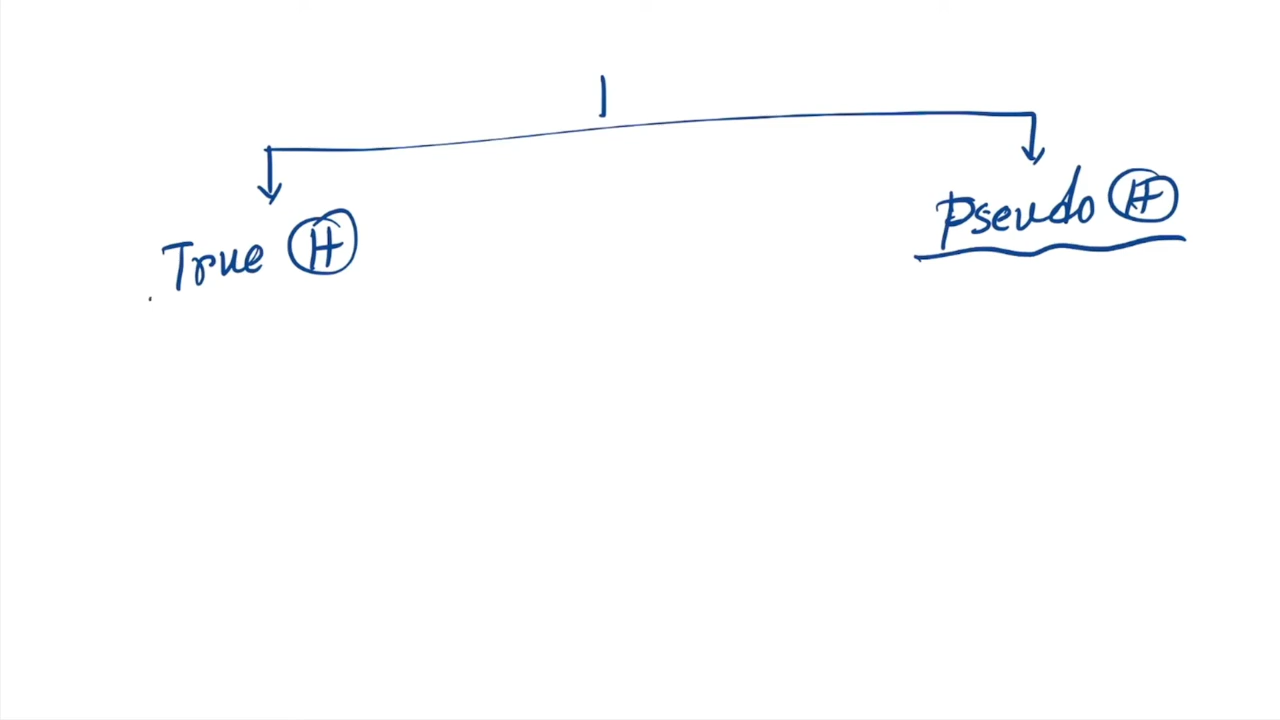 True Ⓗ
Pseudo Ⓗ